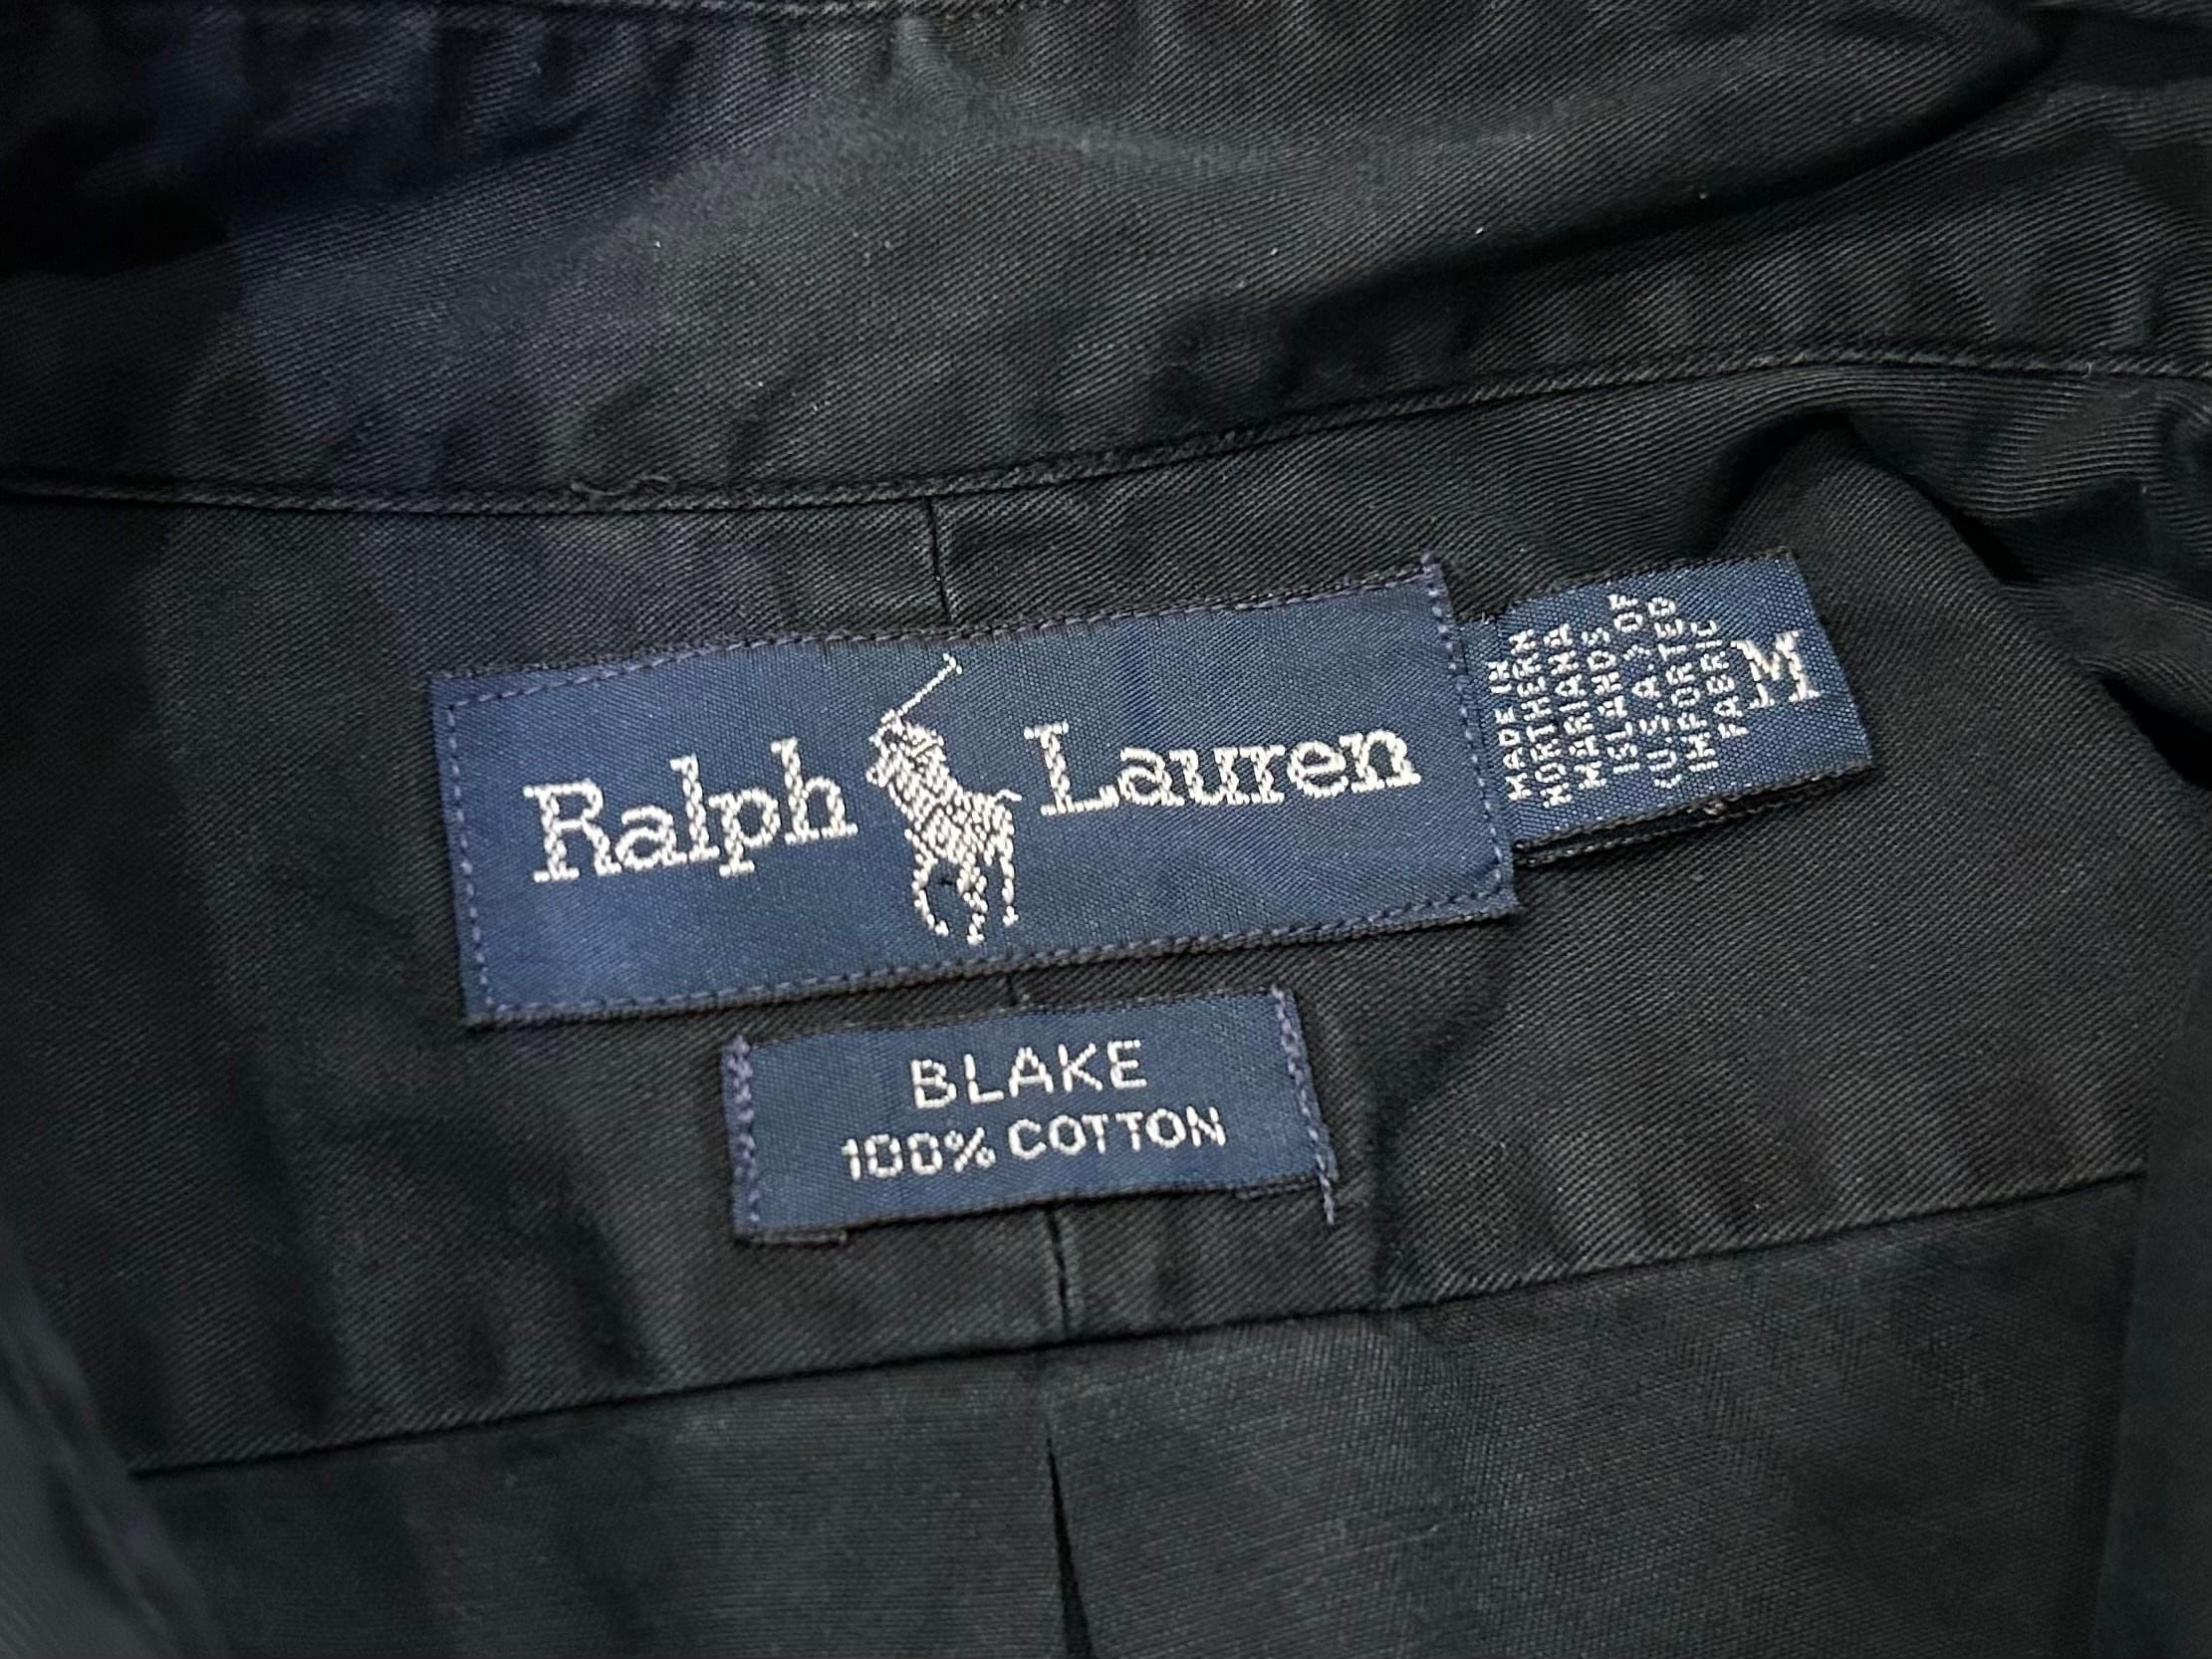 Ralph Lauren
MADE IN
NORTHERN
MARIANA
ISLANDS
U.S.A. OF
IMPORTED
FABRIC
M
BLAKE
100% COTTON